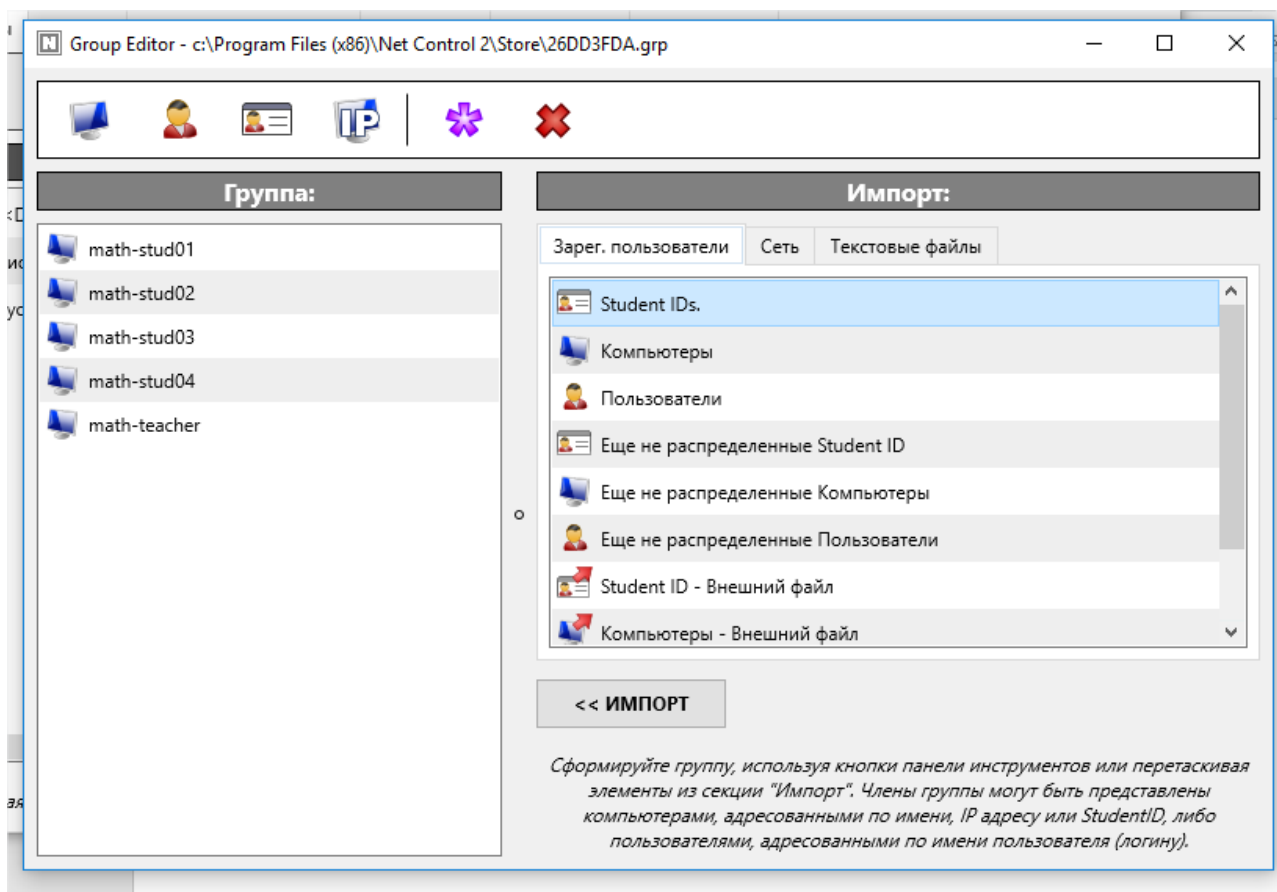 Group Editor - c:\Program Files (x86)\Net Control 2\Store\26DD3FDA.grp
IP
Группа:
Импорт:
math-stud01
math-stud02
math-stud03
math-stud04
math-teacher
Зарег. пользователи
Сеть
Текстовые файлы
Student IDs.
Компьютеры
Пользователи
Еще не распределенные Student ID
Еще не распределенные Компьютеры
Еще не распределенные Пользователи
Student ID - Внешний файл
Компьютеры - Внешний файл
<< ИМПОРТ
Сформируйте группу, используя кнопки панели инструментов или перетаскивая
элементы из секции "Импорт". Члены группы могут быть представлены
компьютерами, адресованными по имени, IP адресу или StudentID, либо
пользователями, адресованными по имени пользователя (логину).